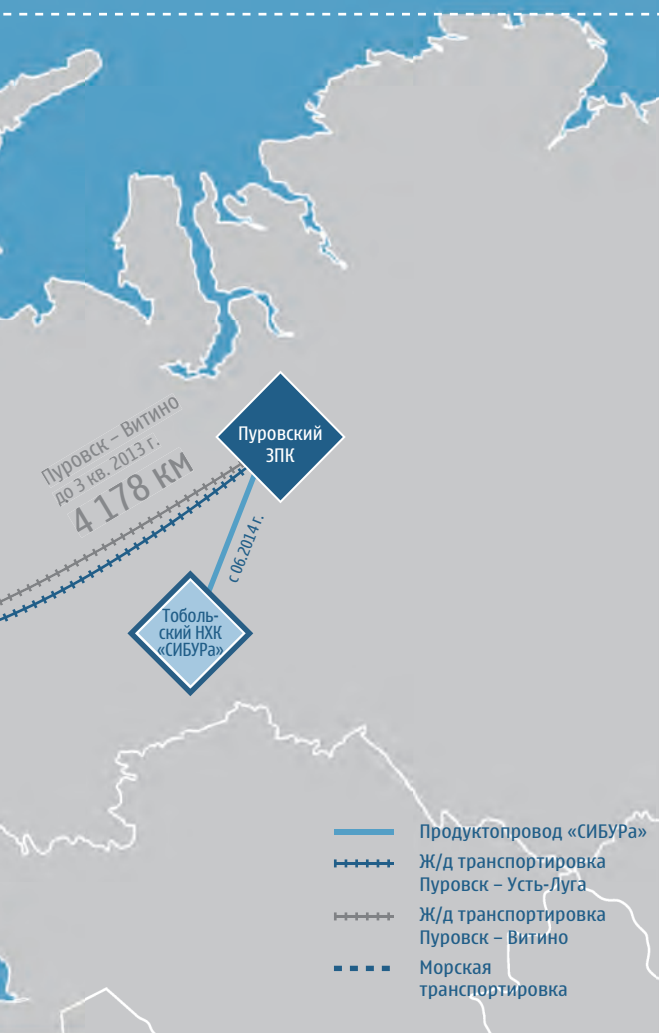 Пуровск – Витино
до 3 кв. 2013 г.
4 178 км
Пуровский
ЗПК
с 06.2014 г.
Тоболь-
ский НХК
«СИБУРа»
Продуктопровод «СИБУРа»
Ж/д транспортировка
Пуровск – Усть-Луга
Ж/д транспортировка
Пуровск – Витино
Морская
транспортировка